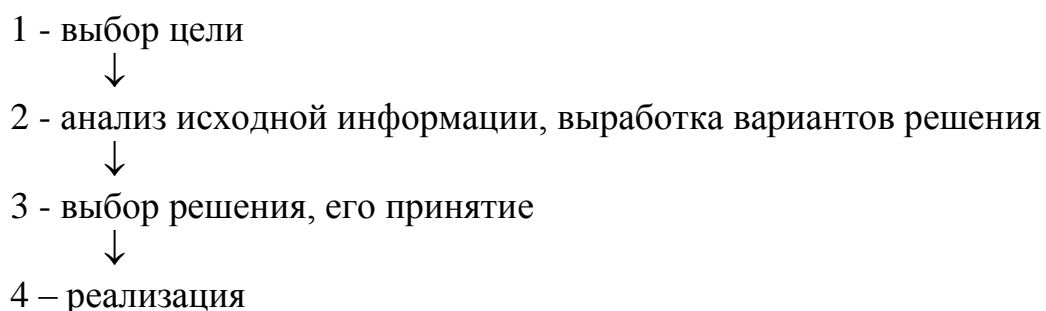 1 - выбор цели
↓
2 - анализ исходной информации, выработка вариантов решения
↓
3 - выбор решения, его принятие
↓
4 – реализация